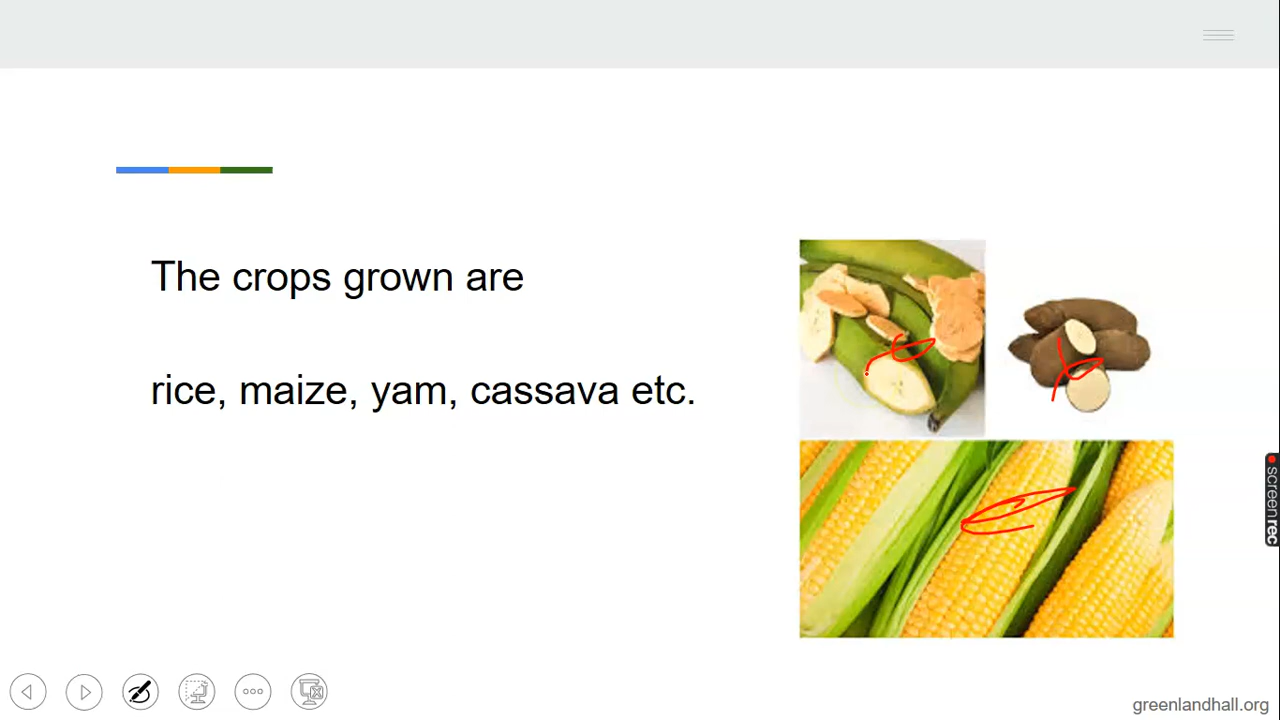 The crops grown are
rice, maize, yam, cassava etc.
screenrec
greenlandhall.org